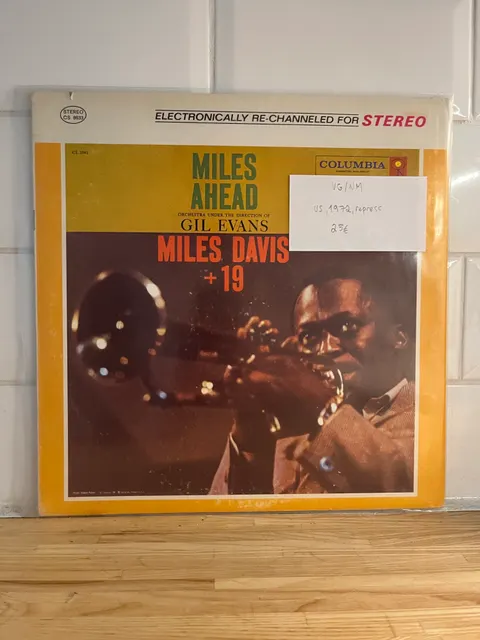 STEREO
CS 8633
ELECTRONICALLY RE-CHANNELED FOR STEREO
MILES
AHEAD
COLUMBIA
ORCHESTRA UNDER THE DIRECTION OF
GIL EVANS
MILES DAVIS
+ 19
VG/NM
US, 1972, repress.
25€